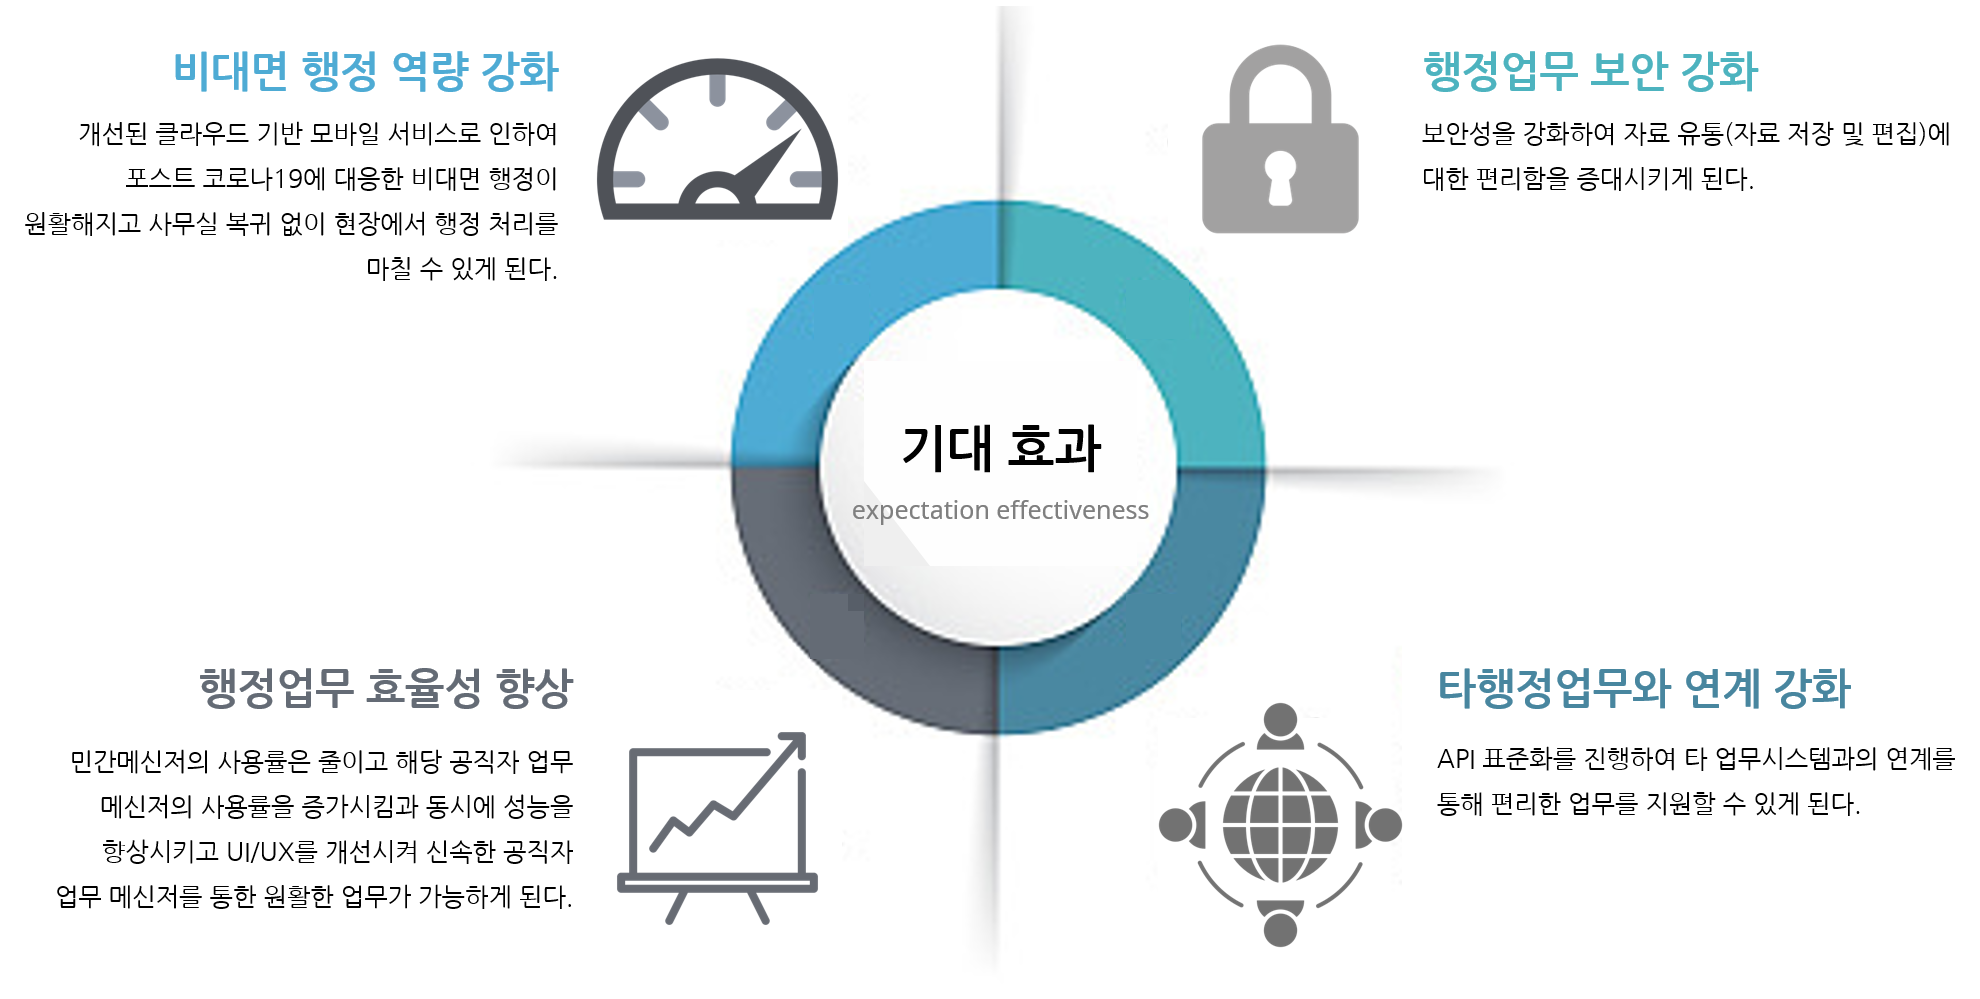 비대면 행정 역량 강화
개선된 클라우드 기반 모바일 서비스로 인하여
포스트 코로나19에 대응한 비대면 행정이
원활해지고 사무실 복귀 없이 현장에서 행정 처리를
마칠 수 있게 된다.
행정업무 보안 강화
보안성을 강화하여 자료 유통(자료 저장 및 편집)에
대한 편리함을 증대시키게 된다.
기대 효과
expectation effectiveness
행정업무 효율성 향상
민간메신저의 사용률은 줄이고 해당 공직자 업무
메신저의 사용률을 증가시킴과 동시에 성능을
향상시키고 UI/UX를 개선시켜 신속한 공직자
업무 메신저를 통한 원활한 업무가 가능하게 된다.
타행정업무와 연계 강화
API 표준화를 진행하여 타 업무시스템과의 연계를
통해 편리한 업무를 지원할 수 있게 된다.